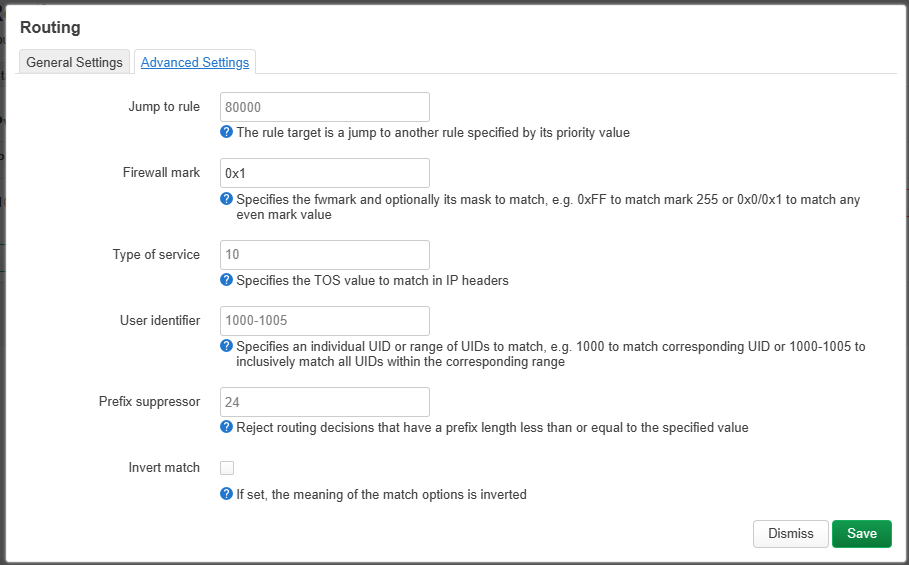 Routing
General Settings
Advanced Settings
Jump to rule
80000
The rule target is a jump to another rule specified by its priority value
Firewall mark
0x1
Specifies the fwmark and optionally its mask to match, e.g. 0xFF to match mark 255 or 0x0/0x1 to match any
even mark value
Type of service
10
Specifies the TOS value to match in IP headers
User identifier
1000-1005
Specifies an individual UID or range of UIDs to match, e.g. 1000 to match corresponding UID or 1000-1005 to
inclusively match all UIDs within the corresponding range
Prefix suppressor
24
Reject routing decisions that have a prefix length less than or equal to the specified value
Invert match
If set, the meaning of the match options is inverted
Dismiss
Save